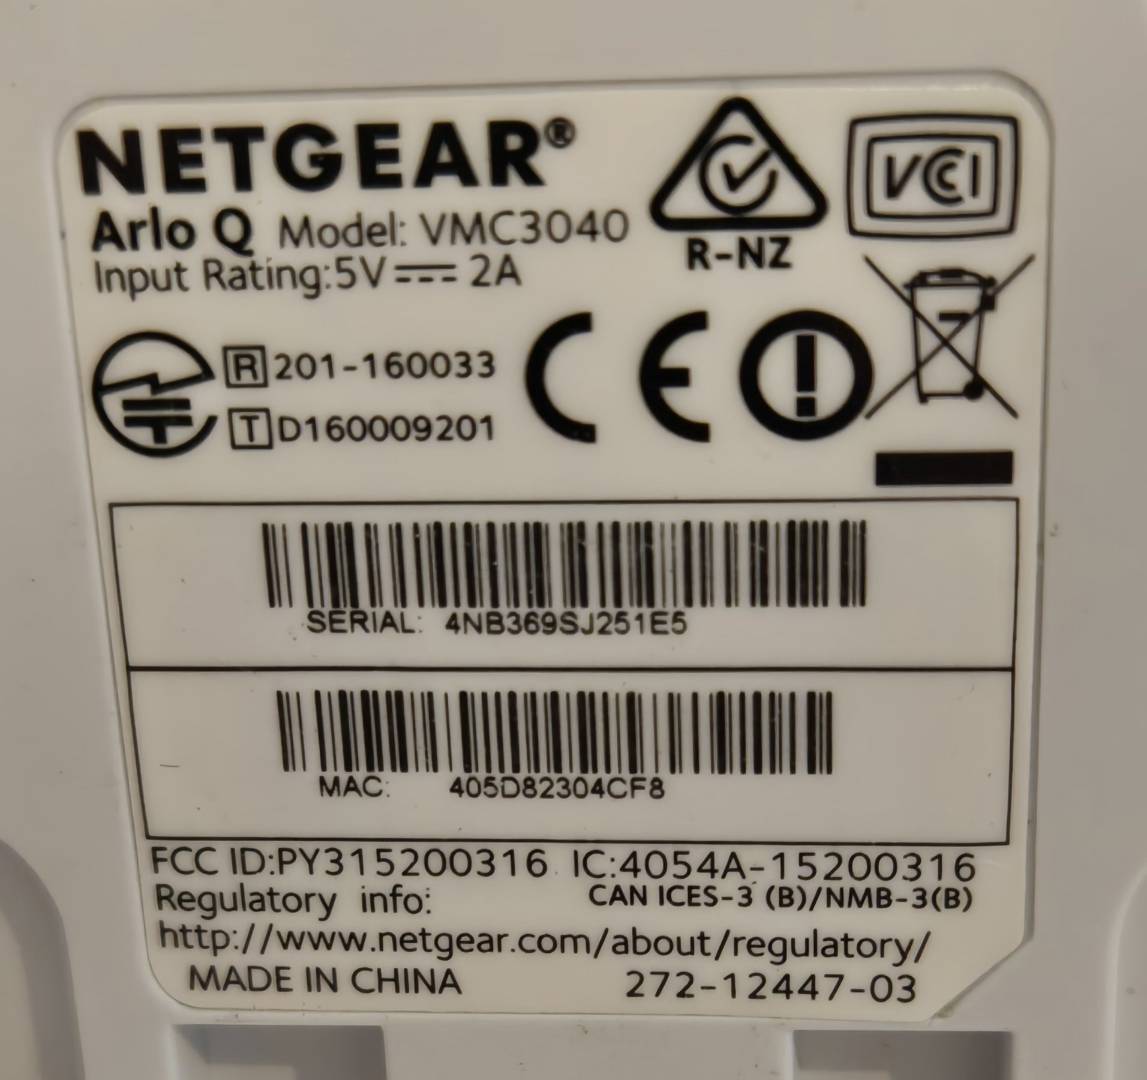 NETGEAR®
Arlo Q Model: VMC3040
Input Rating:5V 2A
R-NZ
VCCI
R 201-160033
T D160009201
CE
SERIAL: 4NB369SJ251E5
MAC: 405D82304CF8
FCC ID:PY315200316 IC:4054A-15200316
Regulatory info: CAN ICES-3 (B)/NMB-3(B)
http://www.netgear.com/about/regulatory/
MADE IN CHINA 272-12447-03